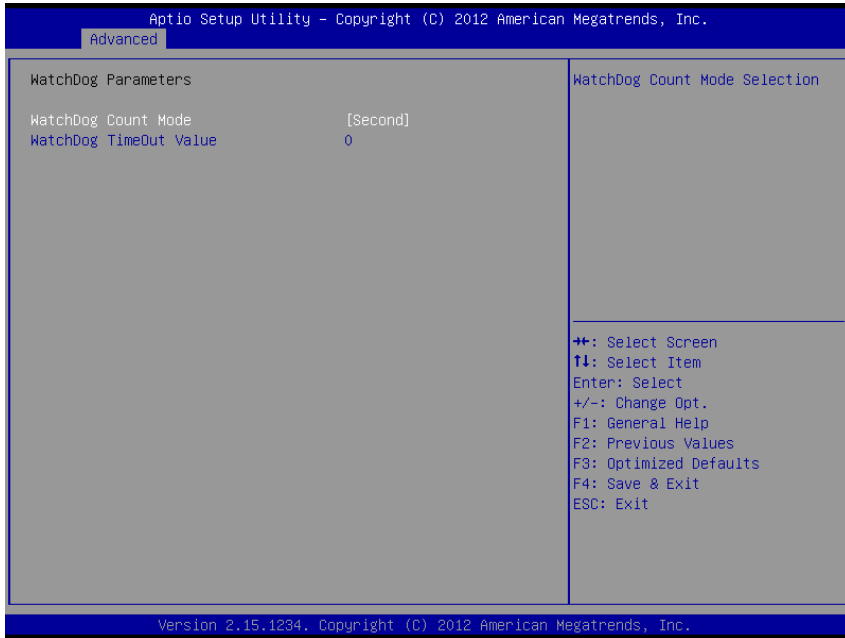 Aptio Setup Utility – Copyright (C) 2012 American Megatrends, Inc.
Advanced
WatchDog Parameters
WatchDog Count Mode [Second]
WatchDog TimeOut Value 0
WatchDog Count Mode Selection
→←: Select Screen
↑↓: Select Item
Enter: Select
+/-: Change Opt.
F1: General Help
F2: Previous Values
F3: Optimized Defaults
F4: Save & Exit
ESC: Exit
Version 2.15.1234. Copyright (C) 2012 American Megatrends, Inc.